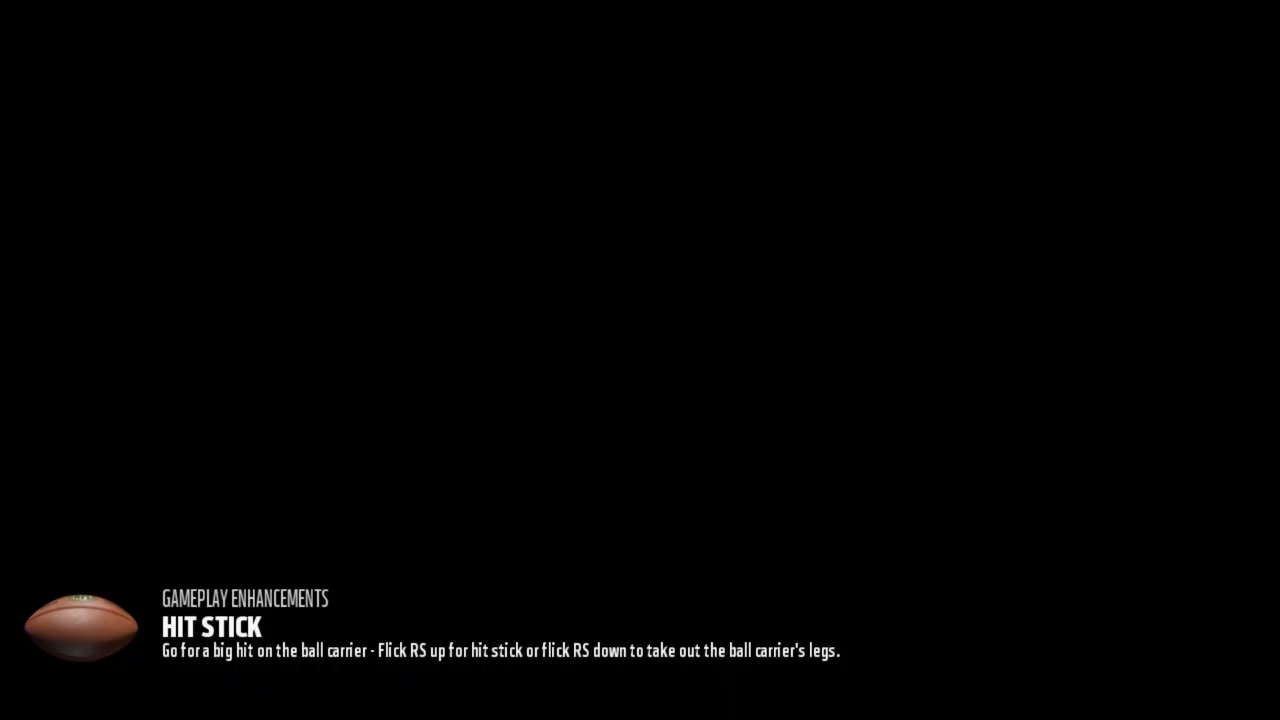 GAMEPLAY ENHANCEMENTS
HIT STICK
Go for a big hit on the ball carrier - Flick RS up for hit stick or flick RS down to take out the ball carrier's legs.